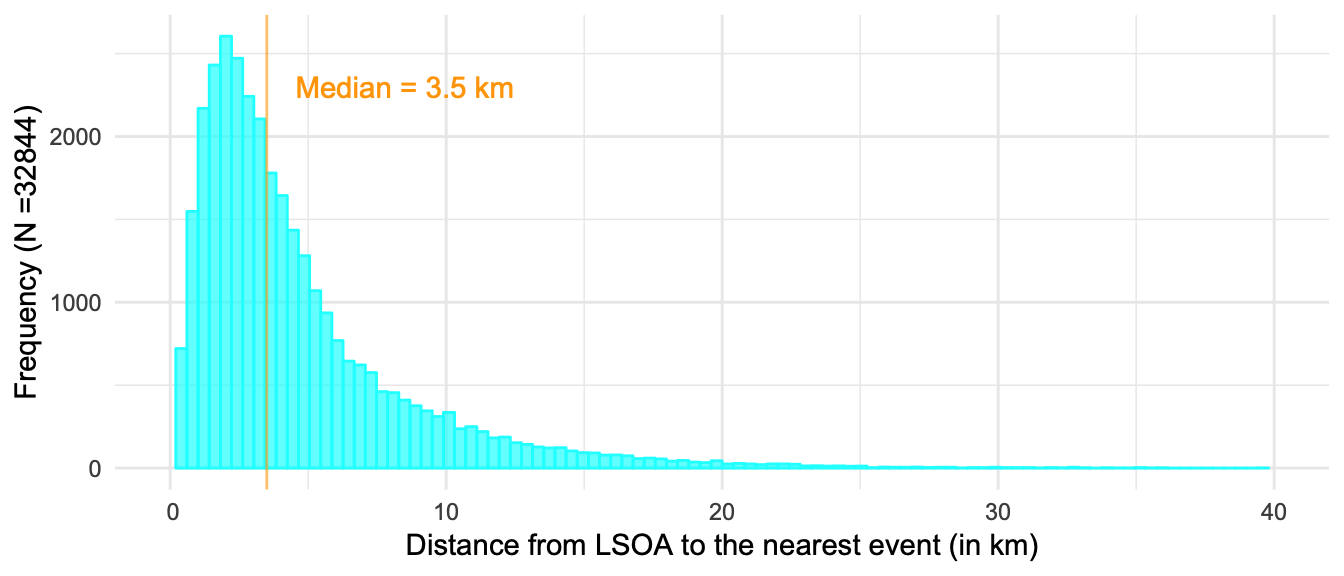 Median = 3.5 km
Frequency (N =32844)
2000
1000
0
0
10
20
30
40
Distance from LSOA to the nearest event (in km)